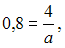 0,8 = 4/a,